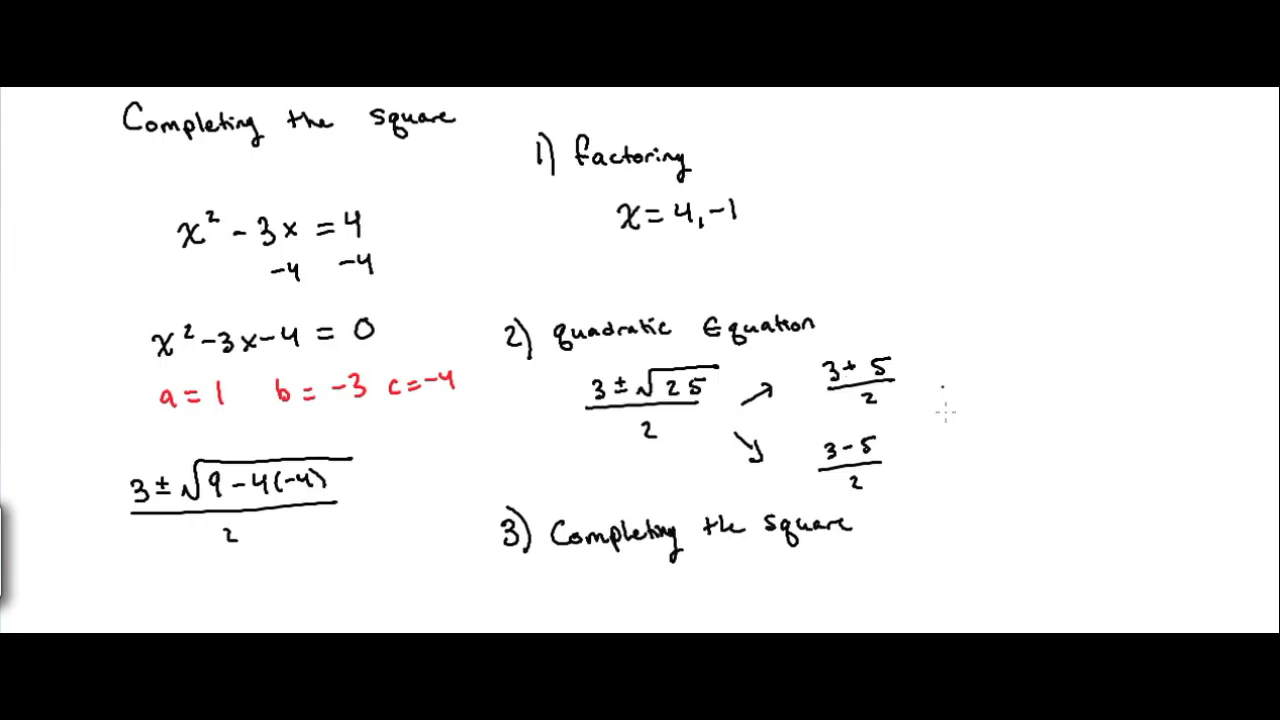 Completing the square
x² - 3x = 4
-4 -4
x² - 3x - 4 = 0
a = 1 b = -3 c = -4
3 ± √9 - 4(-4)
2
1) factoring
x = 4, -1
2) quadratic Equation
3 ± √25
2
3 + 5
2
3 - 5
2
3) Completing the square